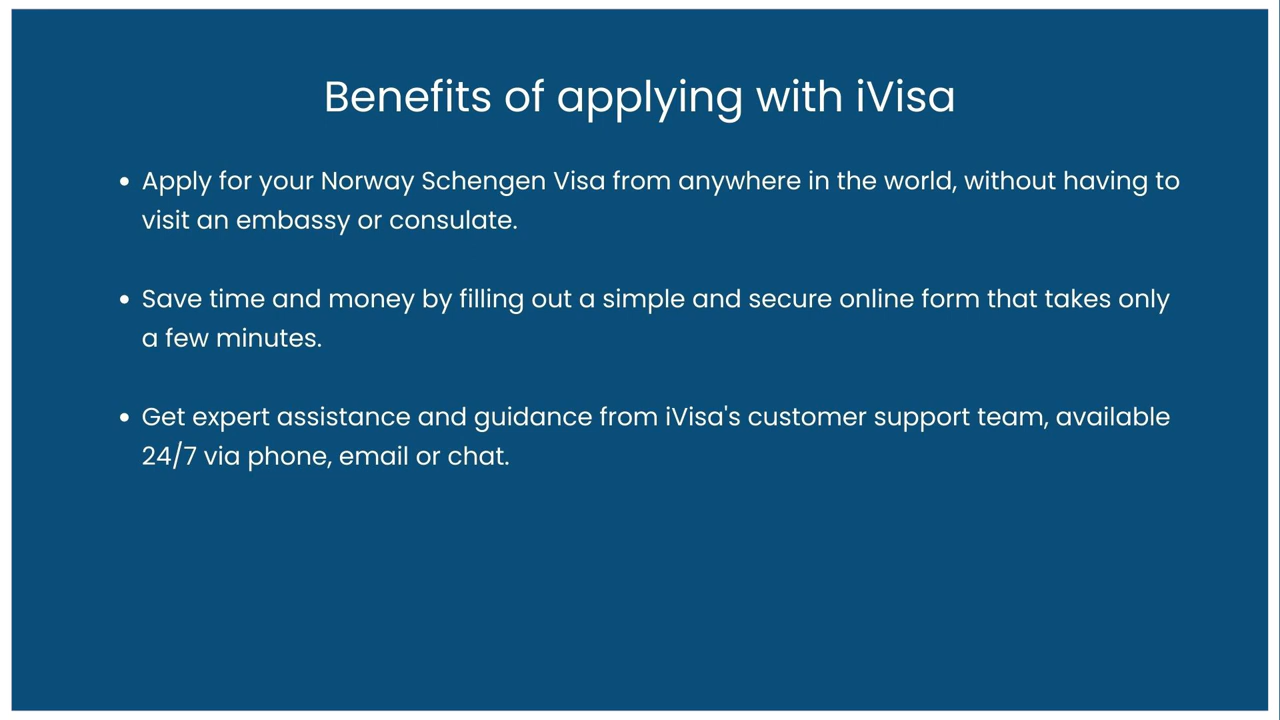 Benefits of applying with iVisa
• Apply for your Norway Schengen Visa from anywhere in the world, without having to
visit an embassy or consulate.
• Save time and money by filling out a simple and secure online form that takes only
a few minutes.
• Get expert assistance and guidance from iVisa's customer support team, available
24/7 via phone, email or chat.